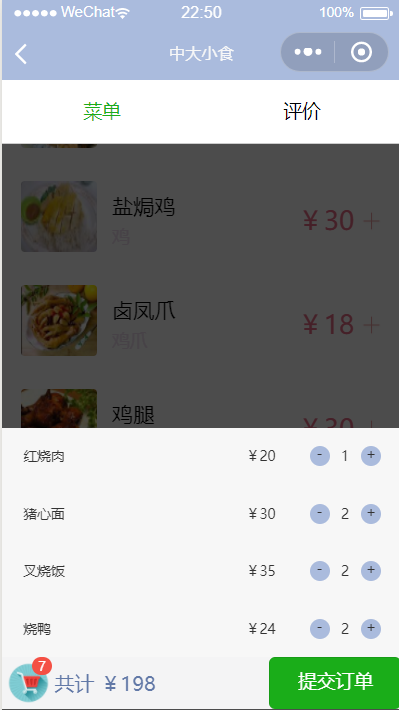 WeChat 22:50 100%
中大小食
菜单 评价
盐焗鸡
鸡
¥ 30 +
卤凤爪
鸡爪
¥ 18 +
鸡腿
¥ 30 +
红烧肉 ¥20 - 1 +
猪心面 ¥30 - 2 +
叉烧饭 ¥35 - 2 +
烧鸭 ¥24 - 2 +
7
共计 ¥198 提交订单